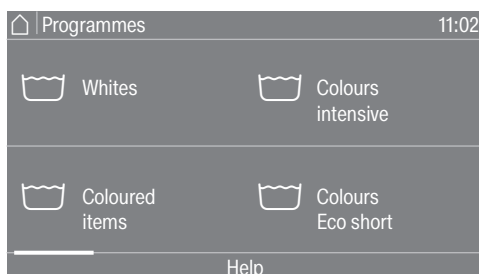 Programmes
11:02
Whites
Colours
intensive
Coloured
items
Colours
Eco short
Help